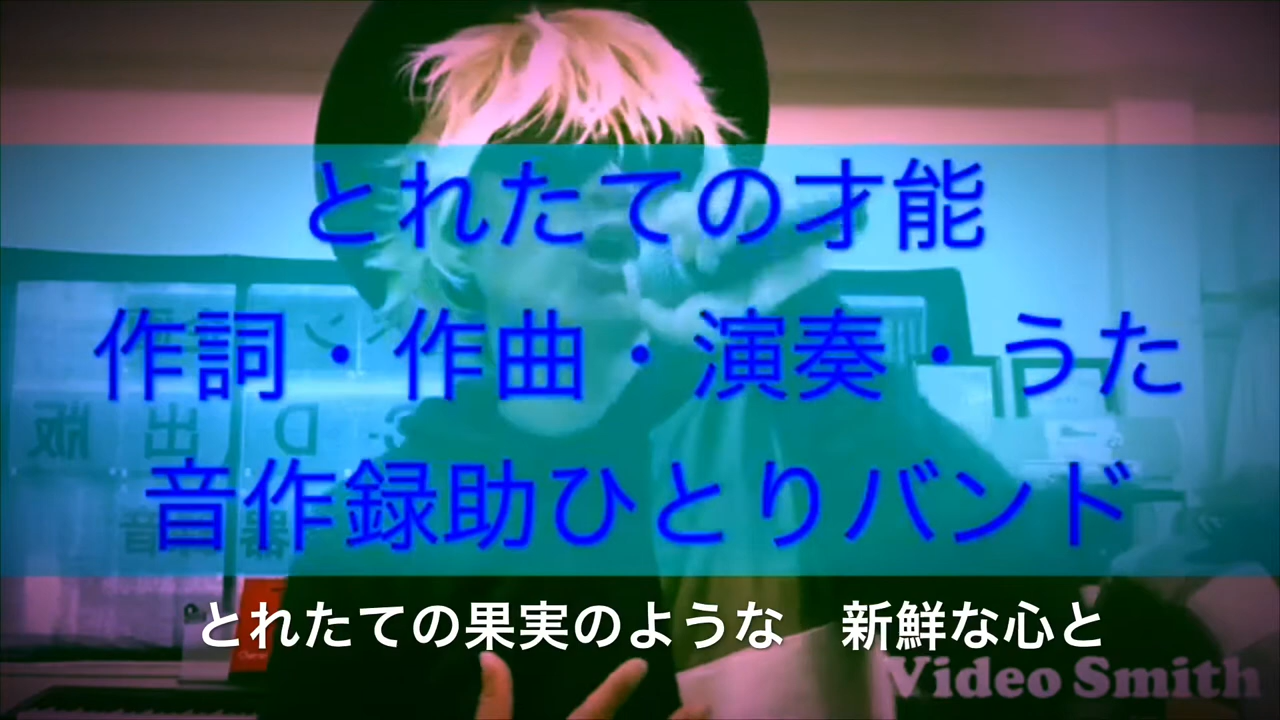 とれたての才能
作詞・作曲・演奏・うた
音作録助ひとりバンド
とれたての果実のような　新鮮な心と
Video Smith